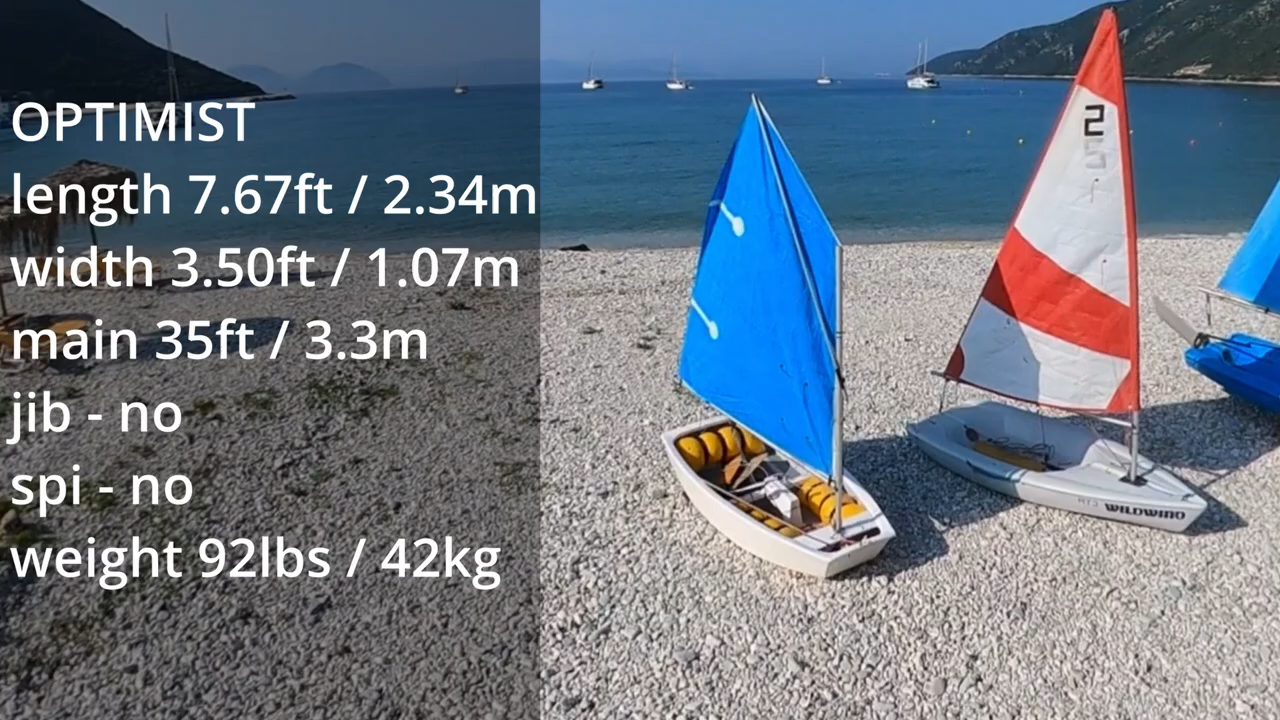 OPTIMIST
length 7.67ft / 2.34m
width 3.50ft / 1.07m
main 35ft / 3.3m
jib - no
spi - no
weight 92lbs / 42kg
2
WILDWIND